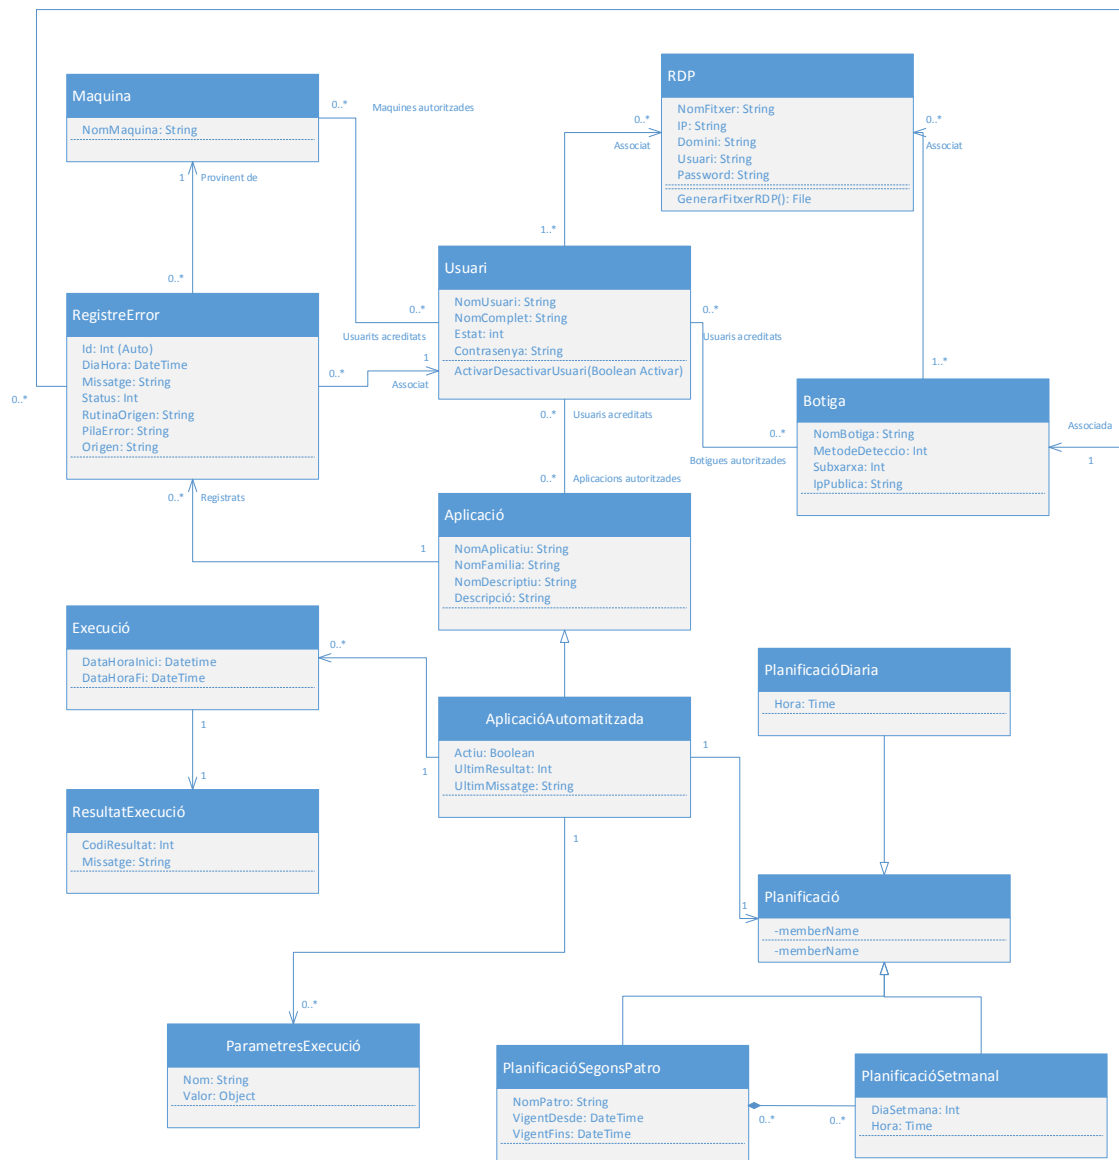 Maquina
NomMaquina: String
0..*
Maquines autoritzades
RDP
NomFitxer: String
IP: String
Domini: String
Usuari: String
Password: String
GenerarFitxerRDP(): File
0..*
Associat
0..*
Associat
1
Provinent de
1..*
0..*
Usuari
NomUsuari: String
NomComplet: String
Estat: int
Contrasenya: String
ActivarDesactivarUsuari(Boolean Activar)
0..*
Usuarits acreditats
0..*
Usuaris acreditats
RegistreError
Id: Int (Auto)
DiaHora: DateTime
Missatge: String
Status: Int
RutinaOrigen: String
PilaError: String
Origen: String
0..*
0..*
1
Associat
1..*
Botiga
NomBotiga: String
MetodeDeteccio: Int
Subxarxa: Int
IpPublica: String
Associada
1
0..*
Botigues autoritzades
0..*
Usuaris acreditats
0..*
Aplicacions autoritzades
0..*
Registrats
Aplicació
NomAplicatiu: String
NomFamilia: String
NomDescriptiu: String
Descripció: String
1
Execució
DataHoraInici: Datetime
DataHoraFi: DateTime
0..*
1
1
1
ResultatExecució
CodiResultat: Int
Missatge: String
AplicacióAutomatitzada
Actiu: Boolean
UltimResultat: Int
UltimMissatge: String
1
1
PlanificacióDiaria
Hora: Time
1
Planificació
-memberName
-memberName
0..*
ParametresExecució
Nom: String
Valor: Object
PlanificacióSegonsPatro
NomPatro: String
VigentDesde: DateTime
VigentFins: DateTime
0..*
0..*
PlanificacióSetmanal
DiaSetmana: Int
Hora: Time